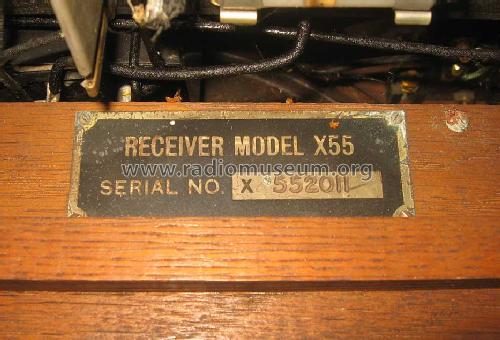 RECEIVER MODEL X55
www.radiomuseum.org
SERIAL NO. X 552011